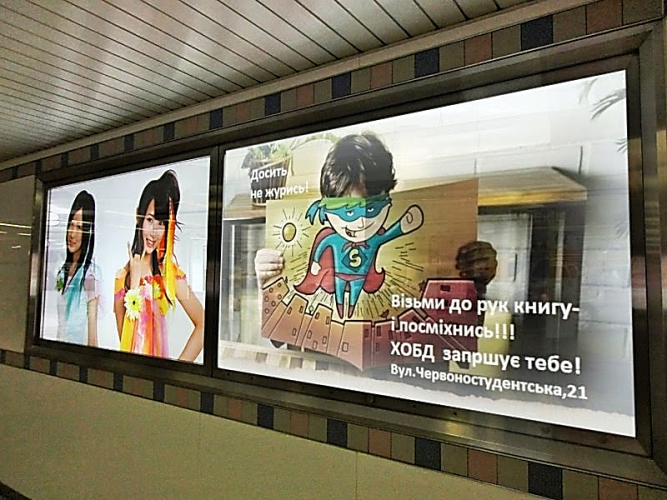 Досить
не журись!
S
Візьми до рук книгу-
і посміхнись!!!
ХОБД запршує тебе!
Вул.Червоностудентська,21